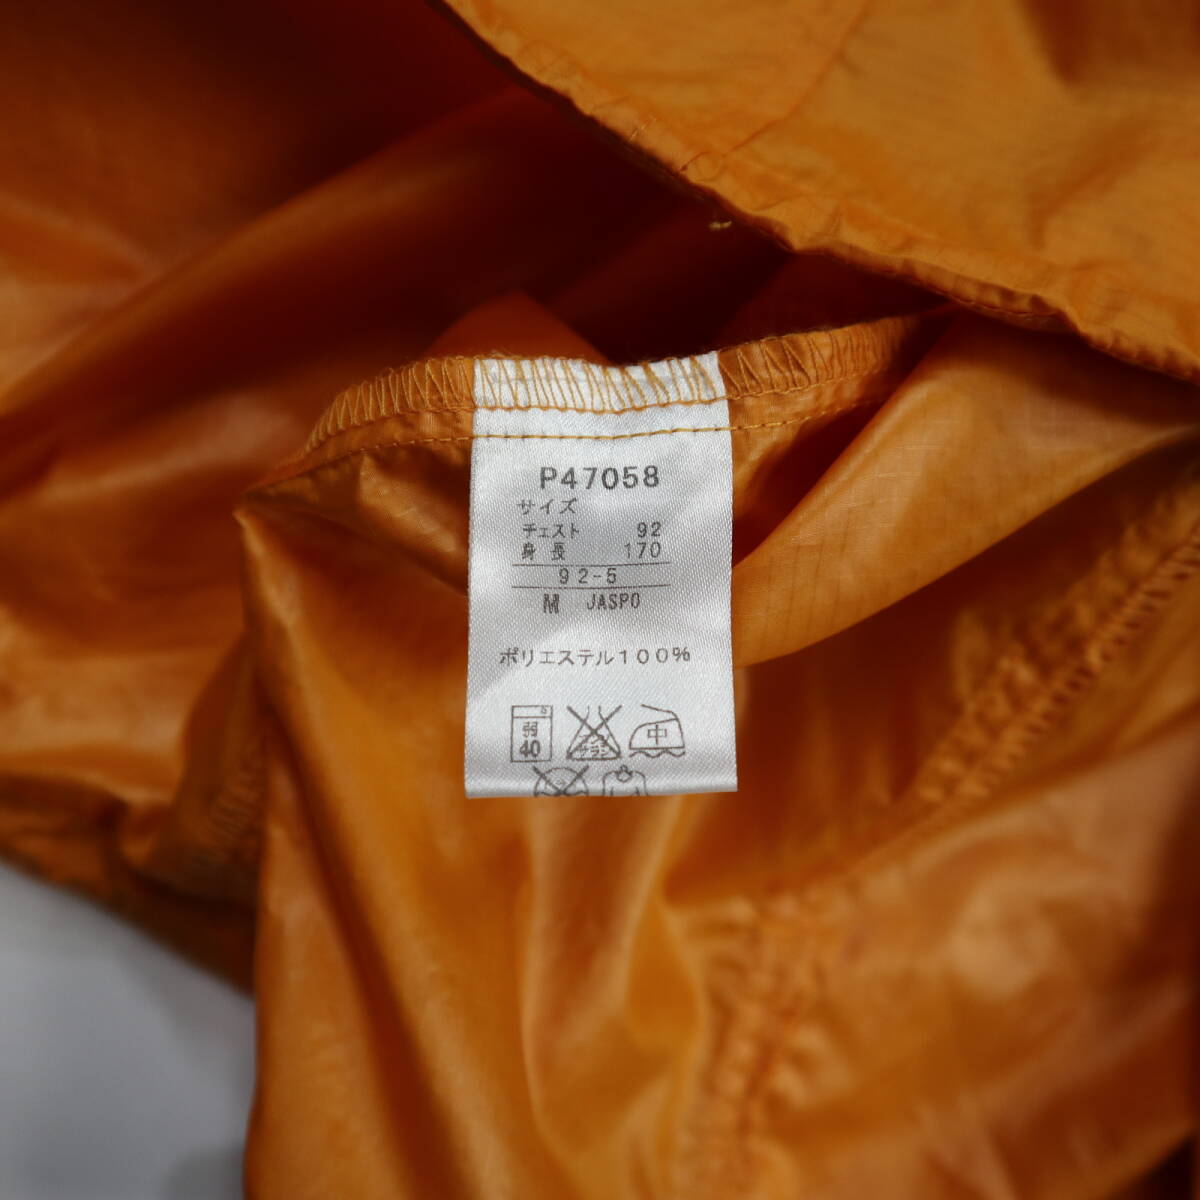 P47058
サイズ
チェスト 92
身長 170
92-5
M JASPO
ポリエステル100%
弱 中
40